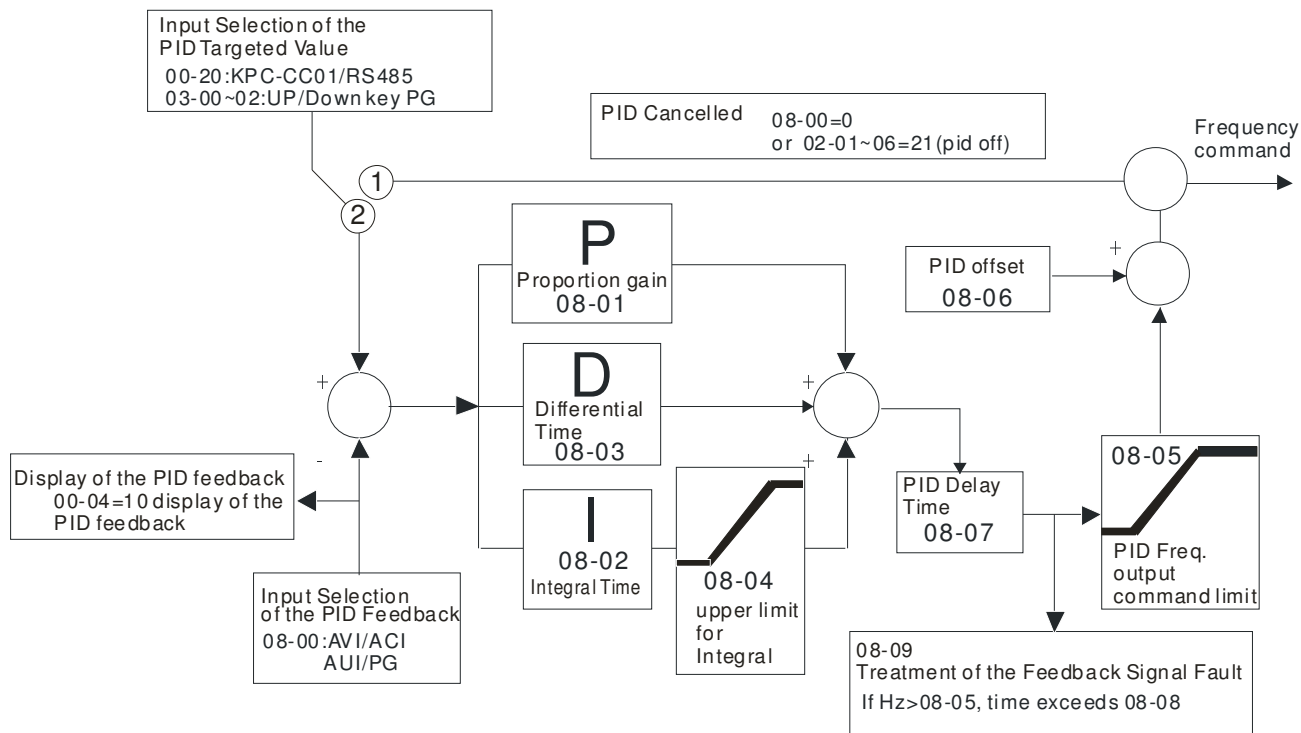 Input Selection of the
PID Targeted Value
00-20:KPC-CC01/RS485
03-00~02:UP/Down key PG
PID Cancelled 08-00=0
or 02-01~06=21(pid off)
Frequency
command
1
2
P
Proportion gain
08-01
PID offset
08-06
+
+
D
Differential
Time
08-03
+
+
-
Display of the PID feedback
00-04=10 display of the
PID feedback
I
08-02
Integral Time
08-04
upper limit
for
Integral
+
PID Delay
Time
08-07
08-05
PID Freq.
output
command limit
Input Selection
of the PID Feedback
08-00:AVI/ACI
AUI/PG
08-09
Treatment of the Feedback Signal Fault
If Hz>08-05, time exceeds 08-08